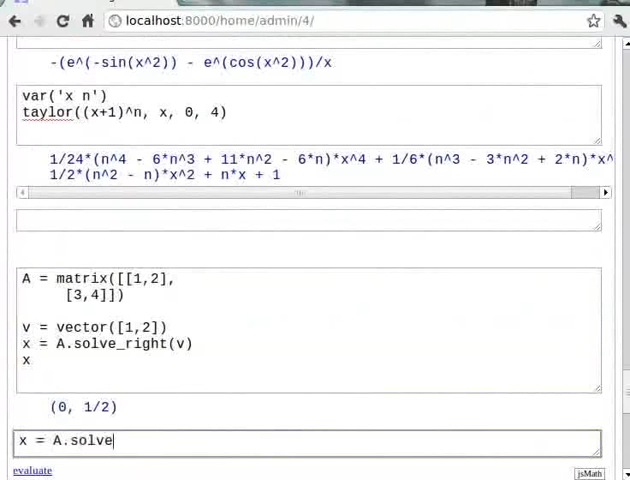 localhost:8000/home/admin/4/
-(e^(-sin(x^2)) - e^(cos(x^2)))/x
var('x n')
taylor((x+1)^n, x, 0, 4)
1/24*(n^4 - 6*n^3 + 11*n^2 - 6*n)*x^4 + 1/6*(n^3 - 3*n^2 + 2*n)*x^
1/2*(n^2 - n)*x^2 + n*x + 1
A = matrix([[1,2],
[3,4]])
v = vector([1,2])
x = A.solve_right(v)
x
(0, 1/2)
x = A.solve
evaluate
jsMath